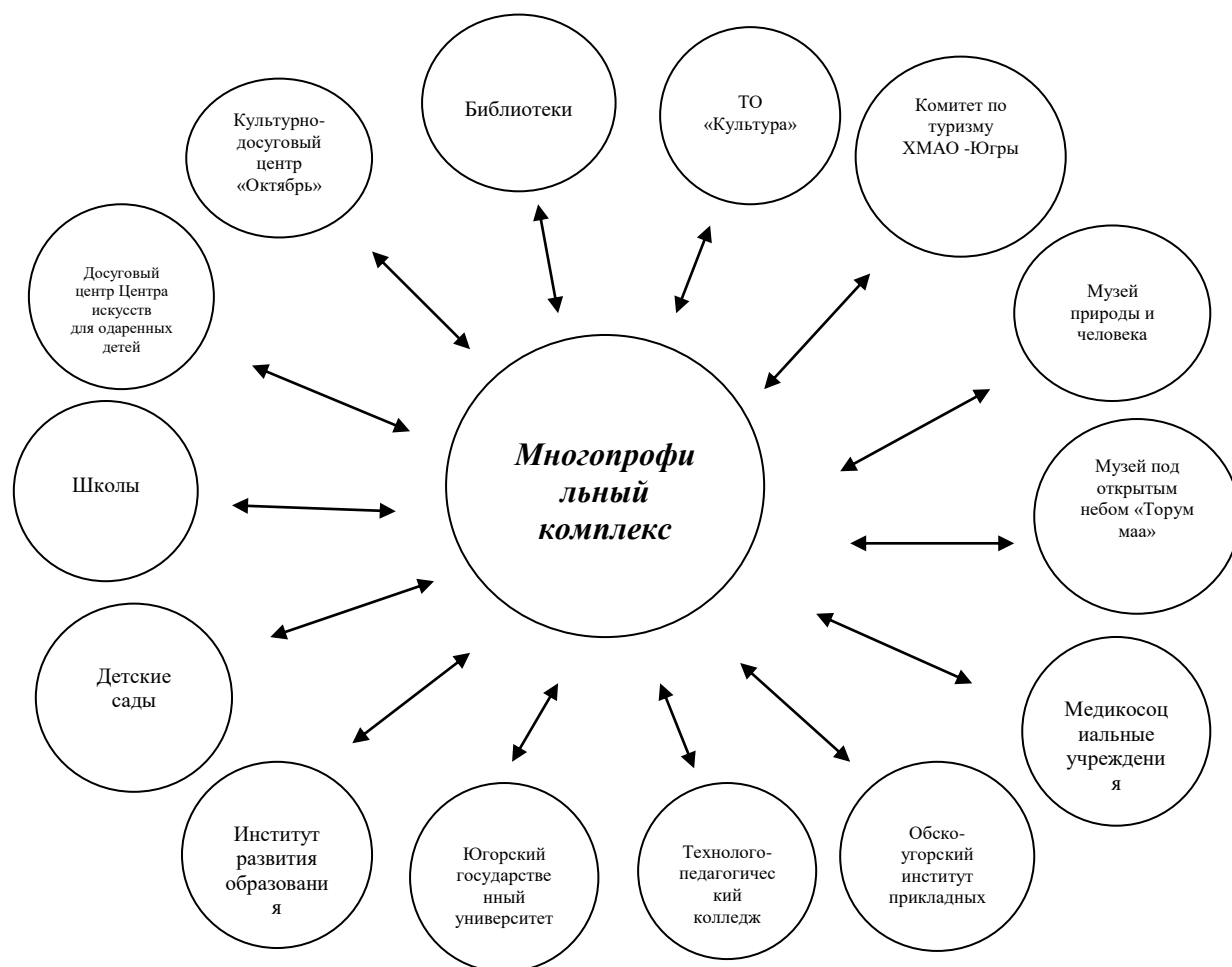 Библиотеки
ТО
«Культура»
Комитет по
туризму
ХМАО -Югры
Культурно-
досуговый
центр
«Октябрь»
Досуговый
центр Центра
искусств
для одаренных
детей
Музей
природы и
человека
Многопрофи
льный
комплекс
Школы
Музей под
открытым
небом «Торум
маа»
Детские
сады
Медикосоц
иальные
учреждени
я
Институт
развития
образовани
я
Югорский
государстве
нный
университет
Технолого-
педагогичес
кий
колледж
Обско-
угорский
институт
прикладных